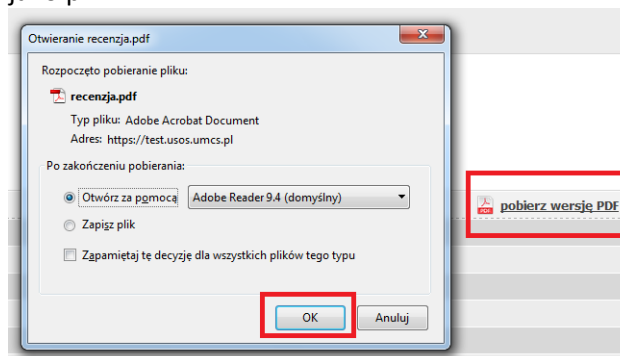 Otwieranie recenzja.pdf
Rozpoczęto pobieranie pliku:
recenzja.pdf
Typ pliku: Adobe Acrobat Document
Adres: https://test.usos.umcs.pl
Po zakończeniu pobierania:
Otwórz za pomocą Adobe Reader 9.4 (domyślny)
Zapisz plik
Zapamiętaj tę decyzję dla wszystkich plików tego typu
OK Anuluj
pobierz wersję PDF